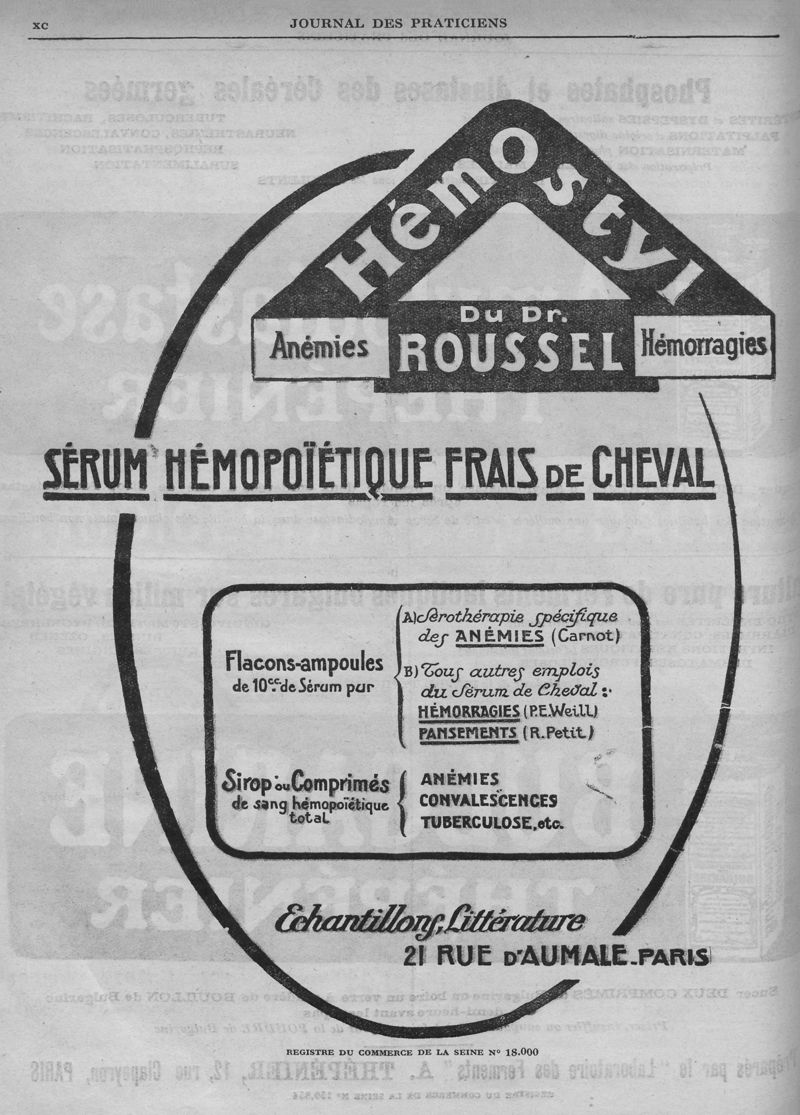 xc
JOURNAL DES PRATICIENS
Hémostyl
Du Dr.
ROUSSEL
Anémies
Hémorragies
SÉRUM HÉMOPOÏÉTIQUE FRAIS DE CHEVAL
Flacons-ampoules
de 10cc. de Sérum pur
A) Sérothérapie spécifique
des ANÉMIES (Carnot)
B) Tous autres emplois
du Sérum de Cheval :
HÉMORRAGIES (P.E.Weill)
PANSEMENTS (R.Petit)
Sirop ou Comprimés
de sang hémopoïétique
total
ANÉMIES
CONVALESCENCES
TUBERCULOSE, etc.
Echantillons, Littérature
21 RUE D'AUMALE-PARIS
REGISTRE DU COMMERCE DE LA SEINE N° 18.000